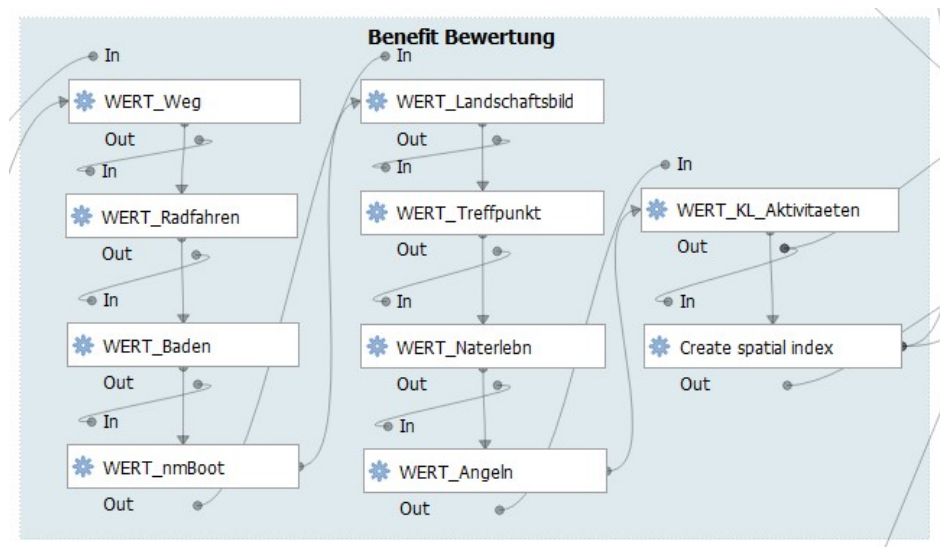 Benefit Bewertung
In
WERT_Weg
Out
In
WERT_Radfahren
Out
In
WERT_Baden
Out
In
WERT_nmBoot
Out
In
WERT_Landschaftsbild
Out
In
WERT_Treffpunkt
Out
In
WERT_Naterlebn
Out
In
WERT_Angeln
Out
In
WERT_KL_Aktivitaeten
Out
In
Create spatial index
Out